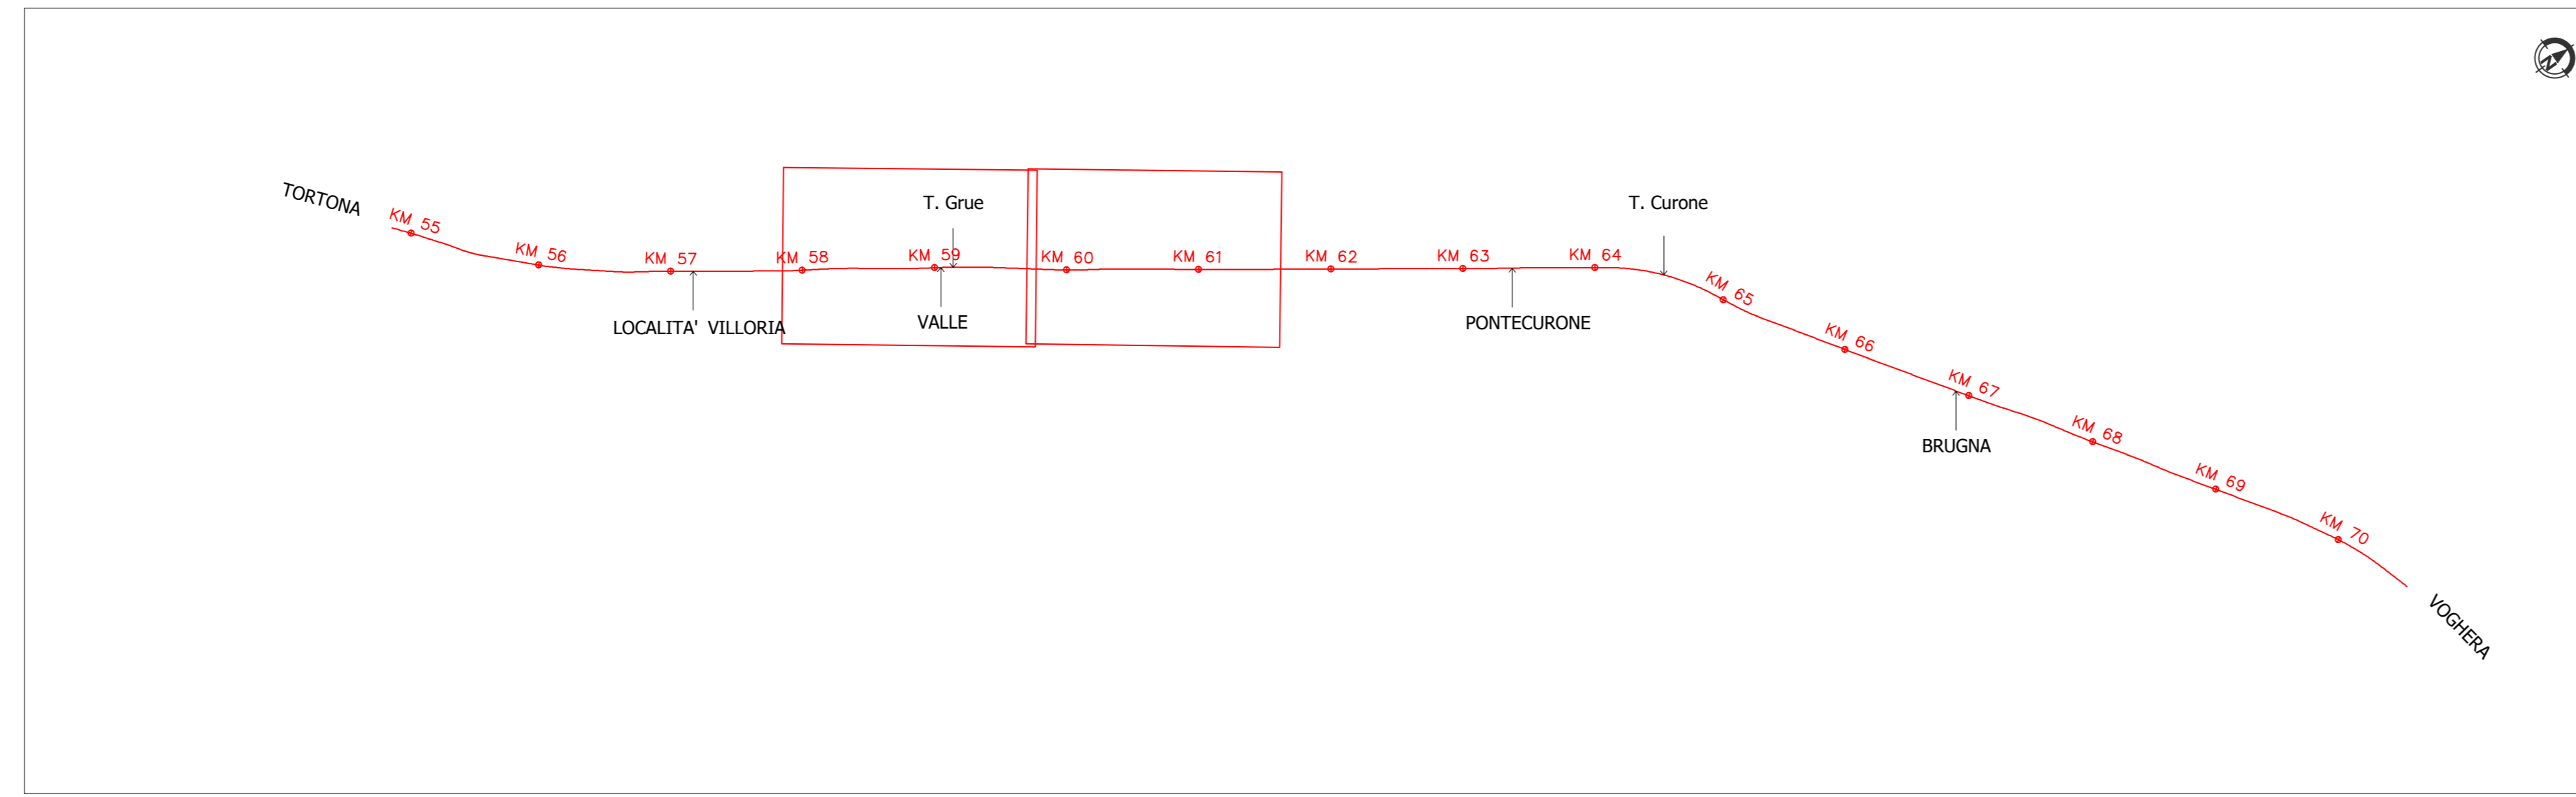 N
TORTONA
KM 55
KM 56
KM 57
KM 58
KM 59
KM 60
KM 61
KM 62
KM 63
KM 64
KM 65
KM 66
KM 67
KM 68
KM 69
KM 70
T. Grue
T. Curone
LOCALITA' VILLORIA
VALLE
PONTECURONE
BRUGNA
VOGHERA